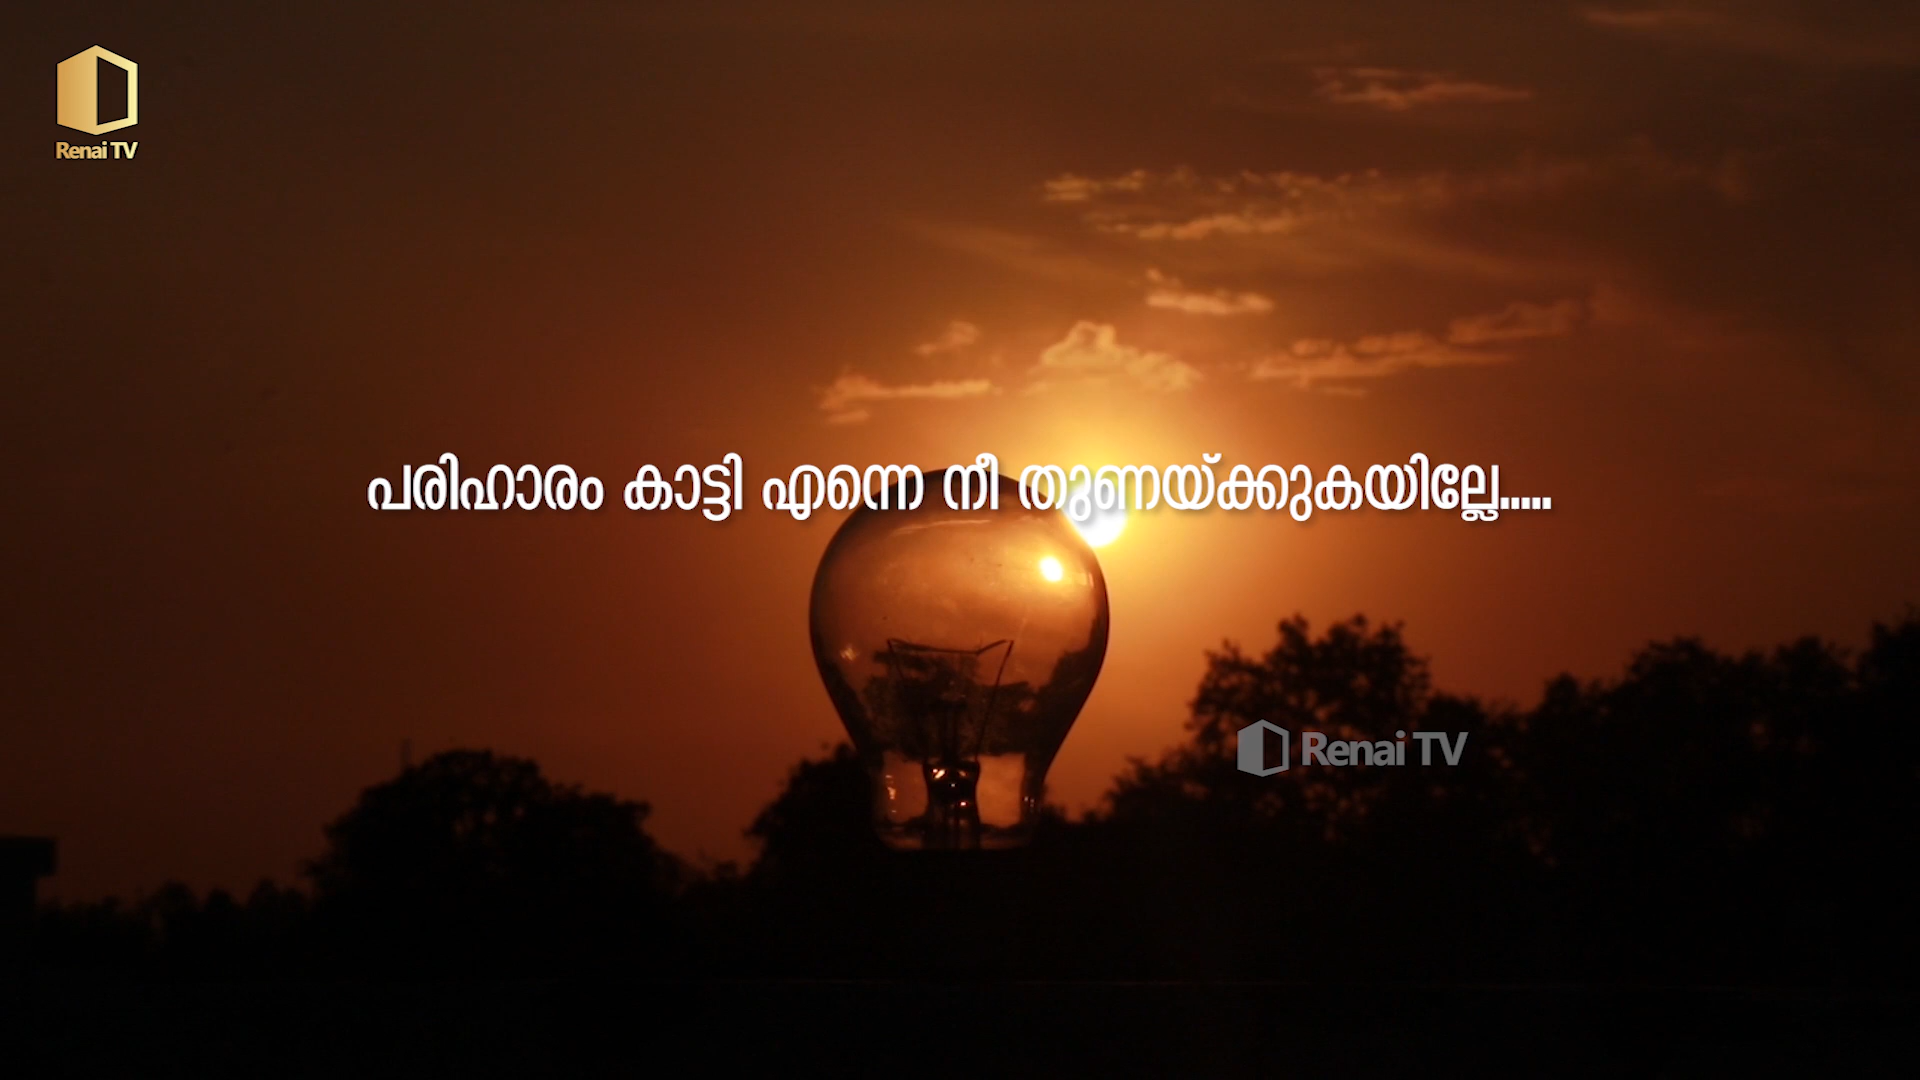 Renai TV
പരിഹാരം കാട്ടി എന്നെ നീ തുണയ്ക്കുകയില്ലേ.....
Renai TV